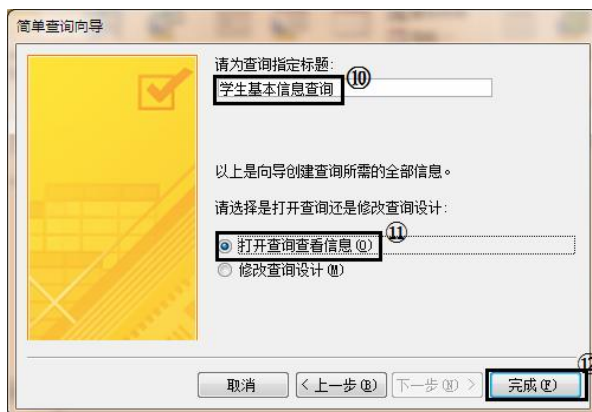 简单查询向导
请为查询指定标题:
⑩
学生基本信息查询
以上是向导创建查询所需的全部信息。
请选择是打开查询还是修改查询设计:
⑪
打开查询查看信息(O)
修改查询设计(M)
⑫
取消 <上一步(B) 下一步(N)> 完成(F)